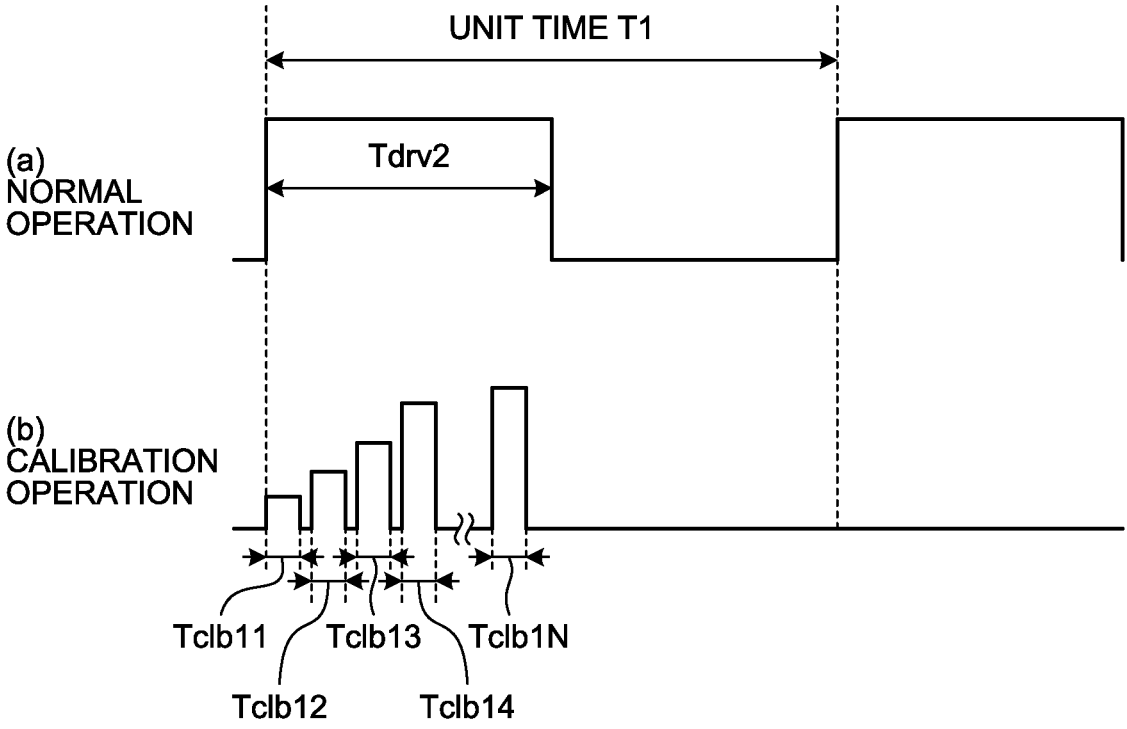 UNIT TIME T1
Tdrv2
(a)
NORMAL
OPERATION
(b)
CALIBRATION
OPERATION
Tclb11
Tclb13
Tclb1N
Tclb12
Tclb14